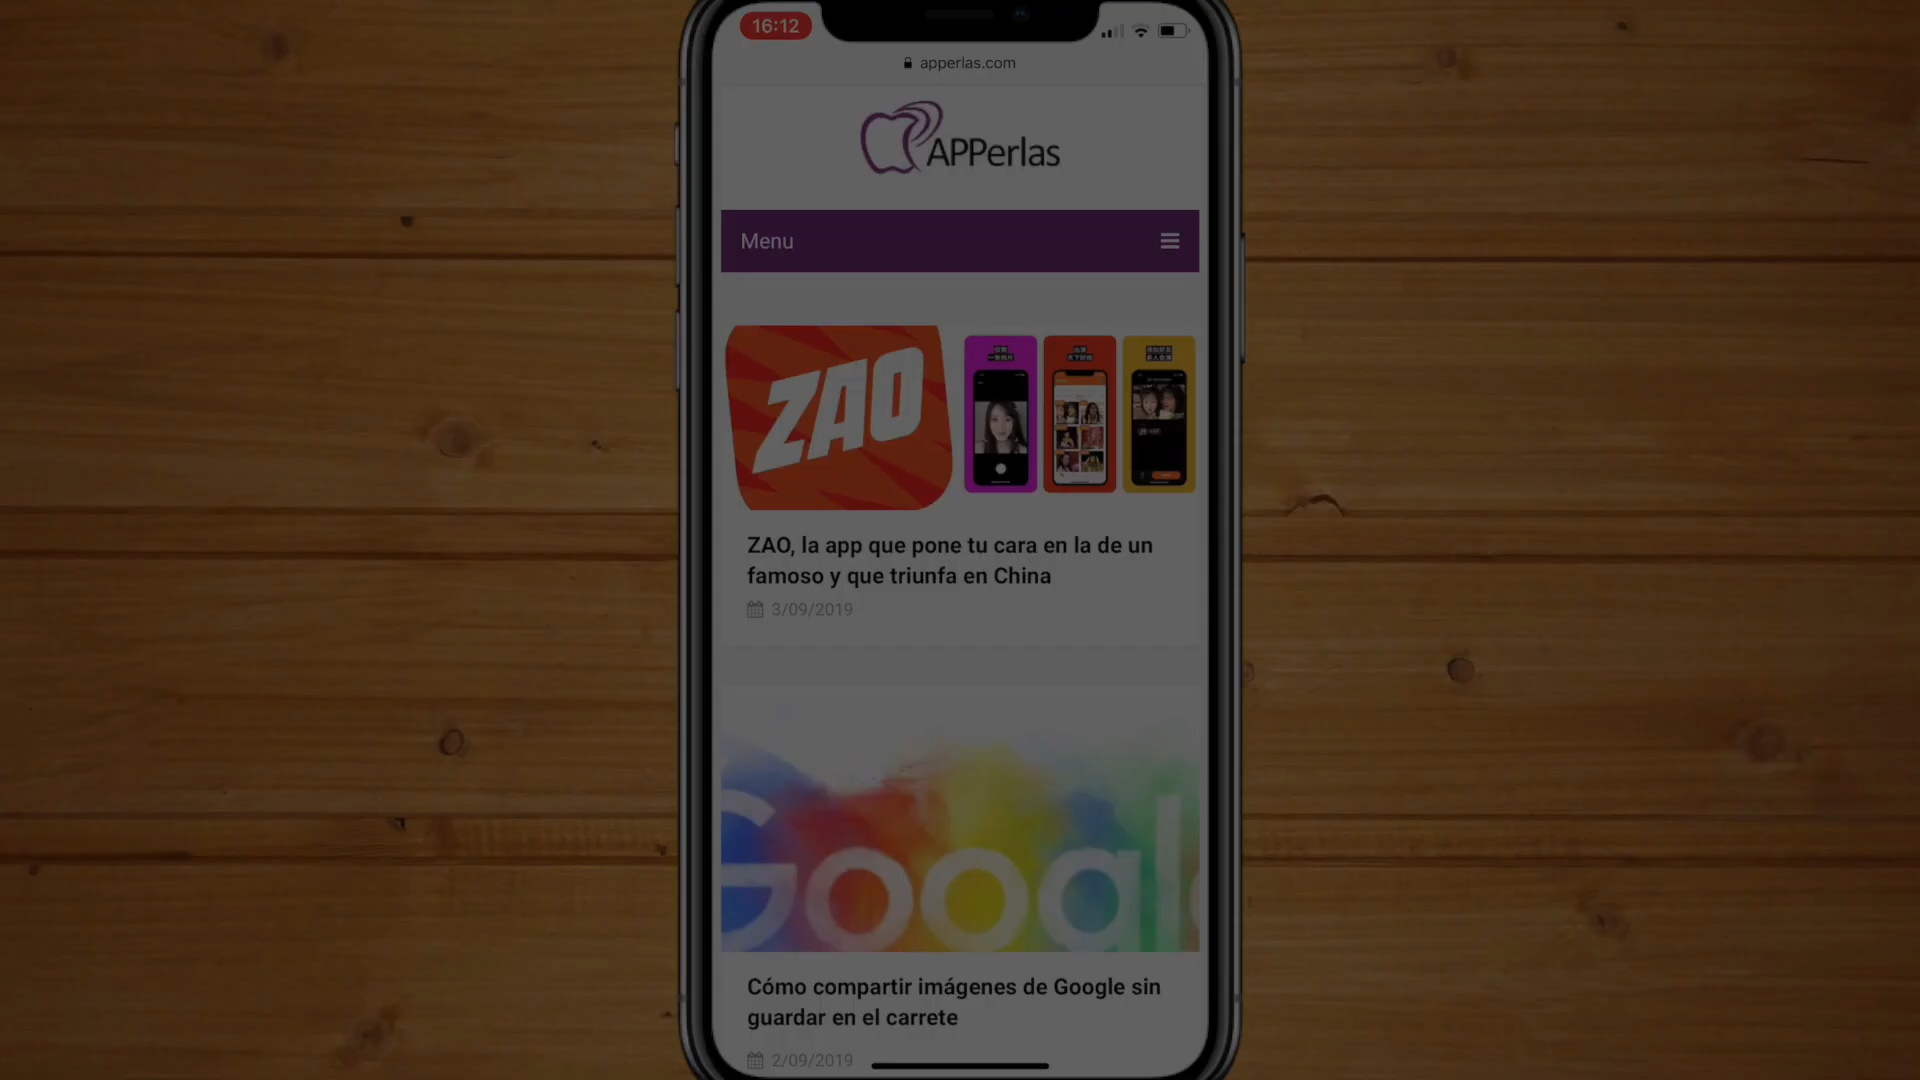 16:12
apperlas.com
APPerlas
Menu
ZAO
ZAO, la app que pone tu cara en la de un
famoso y que triunfa en China
3/09/2019
Googl
Cómo compartir imágenes de Google sin
guardar en el carrete
2/09/2019